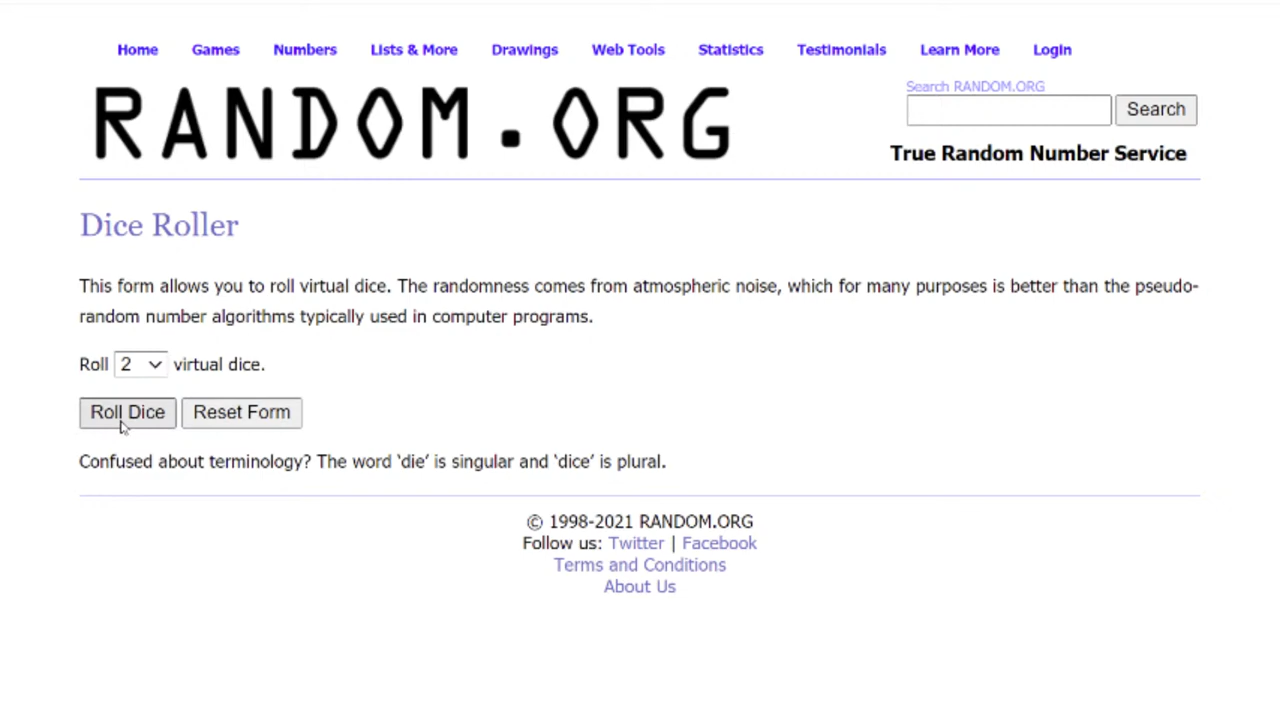 Home Games Numbers Lists & More Drawings Web Tools Statistics Testimonials Learn More Login
RANDOM.ORG
Search RANDOM.ORG
Search
True Random Number Service
Dice Roller
This form allows you to roll virtual dice. The randomness comes from atmospheric noise, which for many purposes is better than the pseudo-
random number algorithms typically used in computer programs.
Roll 2 virtual dice.
Roll Dice Reset Form
Confused about terminology? The word ‘die’ is singular and ‘dice’ is plural.
© 1998-2021 RANDOM.ORG
Follow us: Twitter | Facebook
Terms and Conditions
About Us